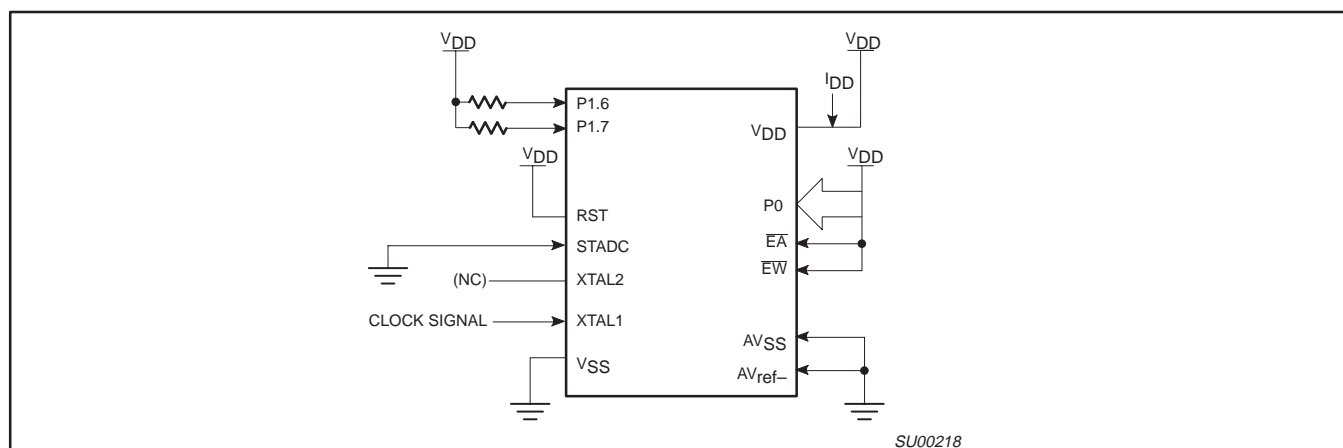 VDD
VDD
IDD
P1.6
P1.7
VDD
VDD
VDD
P0
RST
EA
STADC
EW
(NC)
XTAL2
CLOCK SIGNAL
XTAL1
AVSS
VSS
AVref–
SU00218